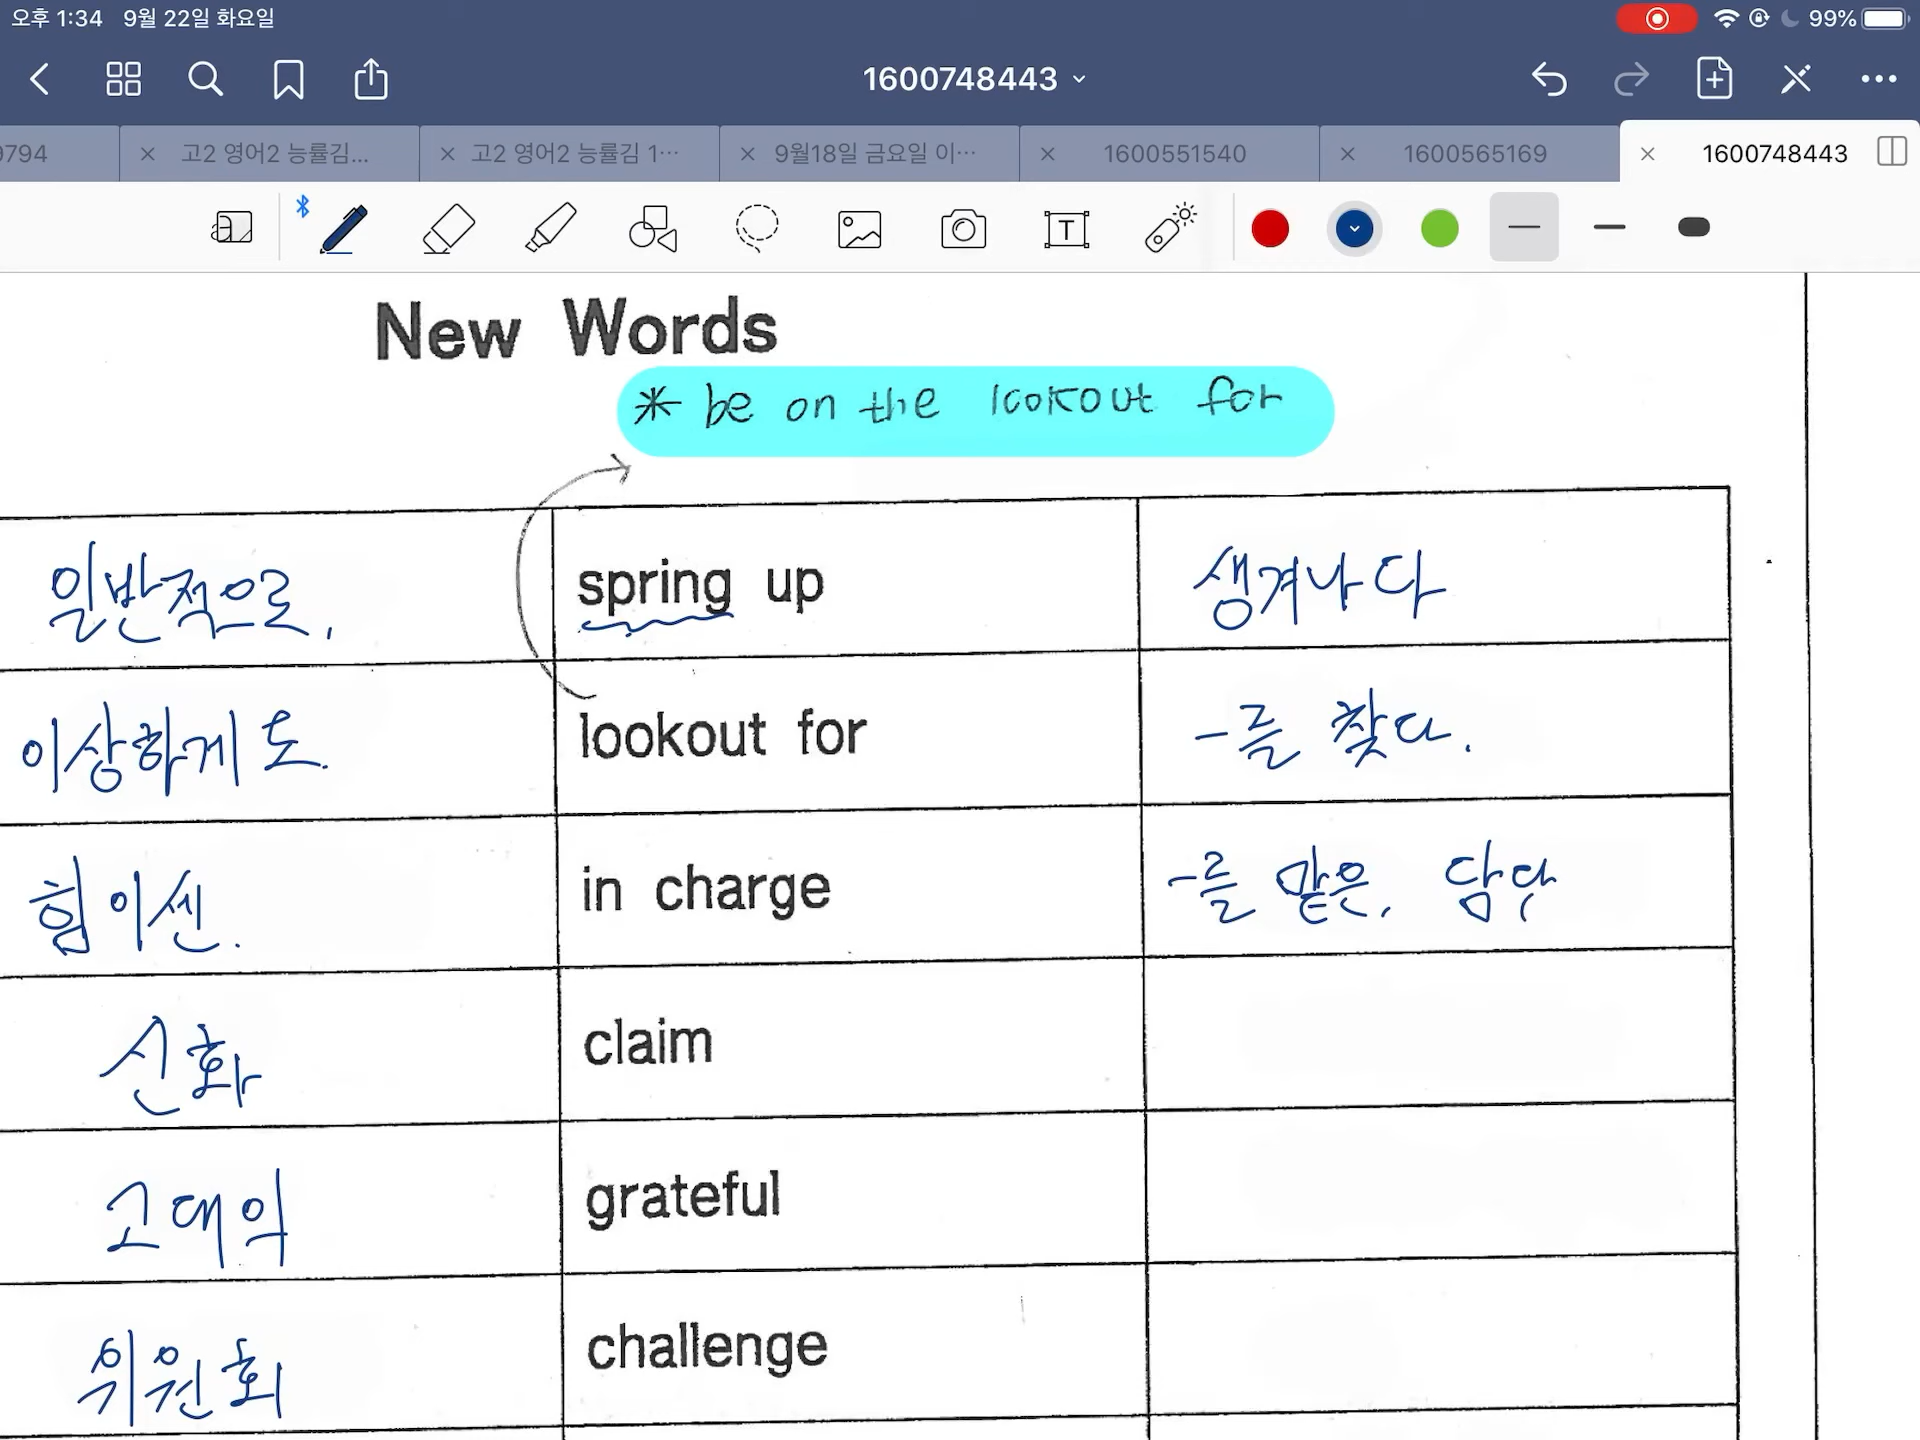 오후 1:34 9월 22일 화요일 99%
1600748443
9794 고2 영어2 능률김... 고2 영어2 능률김 1... 9월18일 금요일 이... 1600551540 1600565169 1600748443
New Words
* be on the lookout for
일반적으로, spring up 생겨나다
이상하게도. lookout for -를 찾다.
힘이센. in charge -를 맡은, 담당
신화 claim
고대의 grateful
위원회 challenge